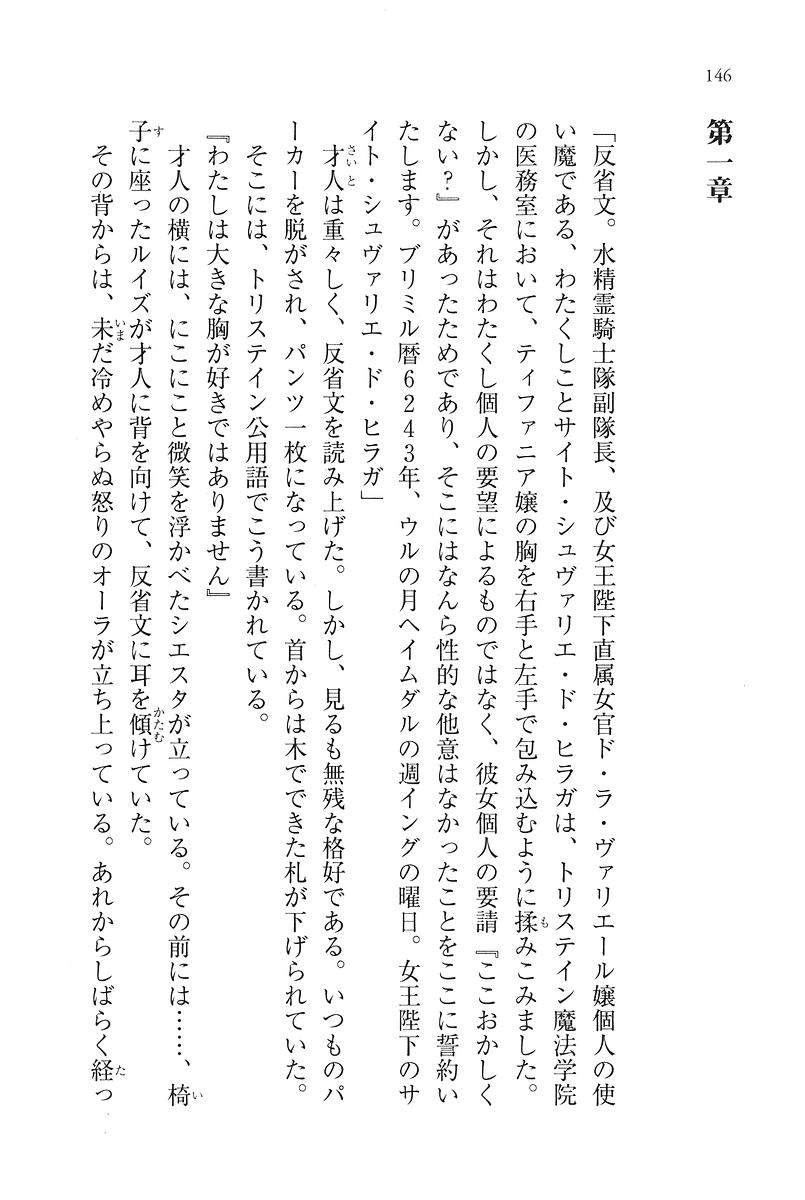 146
第一章
「反省文。水精霊騎士隊副隊長、及び女王陛下直属女官ド・ラ・ヴァリエール嬢個人の使
い魔である、わたくしことサイト・シュヴァリエ・ド・ヒラガは、トリステイン魔法学院
の医務室において、ティファニア嬢の胸を右手と左手で包み込むように揉みこみました。
しかし、それはわたくし個人の要望によるものではなく、彼女個人の要請『ここおかしく
ない？』があったためであり、そこにはなんら性的な他意はなかったことをここに誓約い
たします。ブリミル暦6243年、ウルの月ヘイムダルの週イングの曜日。女王陛下のサ
イト・シュヴァリエ・ド・ヒラガ」
　才人は重々しく、反省文を読み上げた。しかし、見るも無残な格好である。いつものパ
ーカーを脱がされ、パンツ一枚になっている。首からは木でできた札が下げられていた。
　そこには、トリステイン公用語でこう書かれている。
『わたしは大きな胸が好きではありません』
　才人の横には、にこにこと微笑を浮かべたシエスタが立っている。その前には……、椅
子に座ったルイズが才人に背を向けて、反省文に耳を傾けていた。
　その背からは、未だ冷めやらぬ怒りのオーラが立ち上っている。あれからしばらく経っ